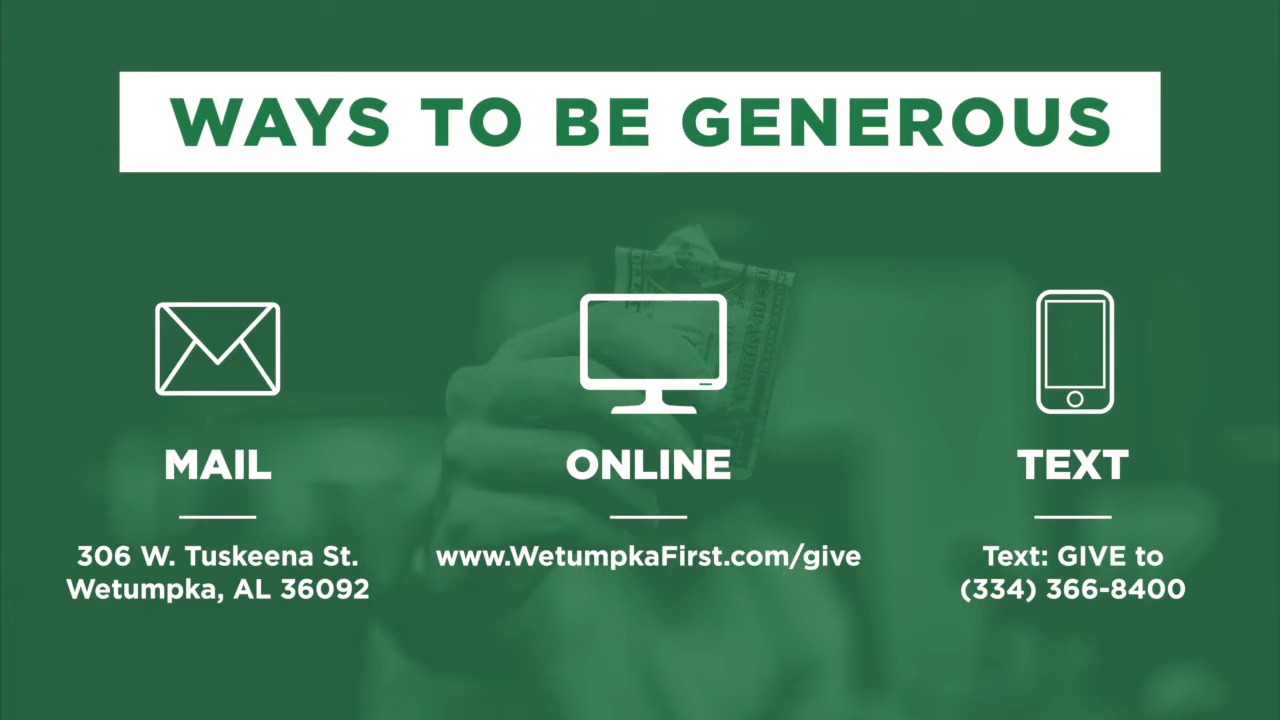 WAYS TO BE GENEROUS
MAIL
306 W. Tuskeena St.
Wetumpka, AL 36092
ONLINE
www.WetumpkaFirst.com/give
TEXT
Text: GIVE to
(334) 366-8400